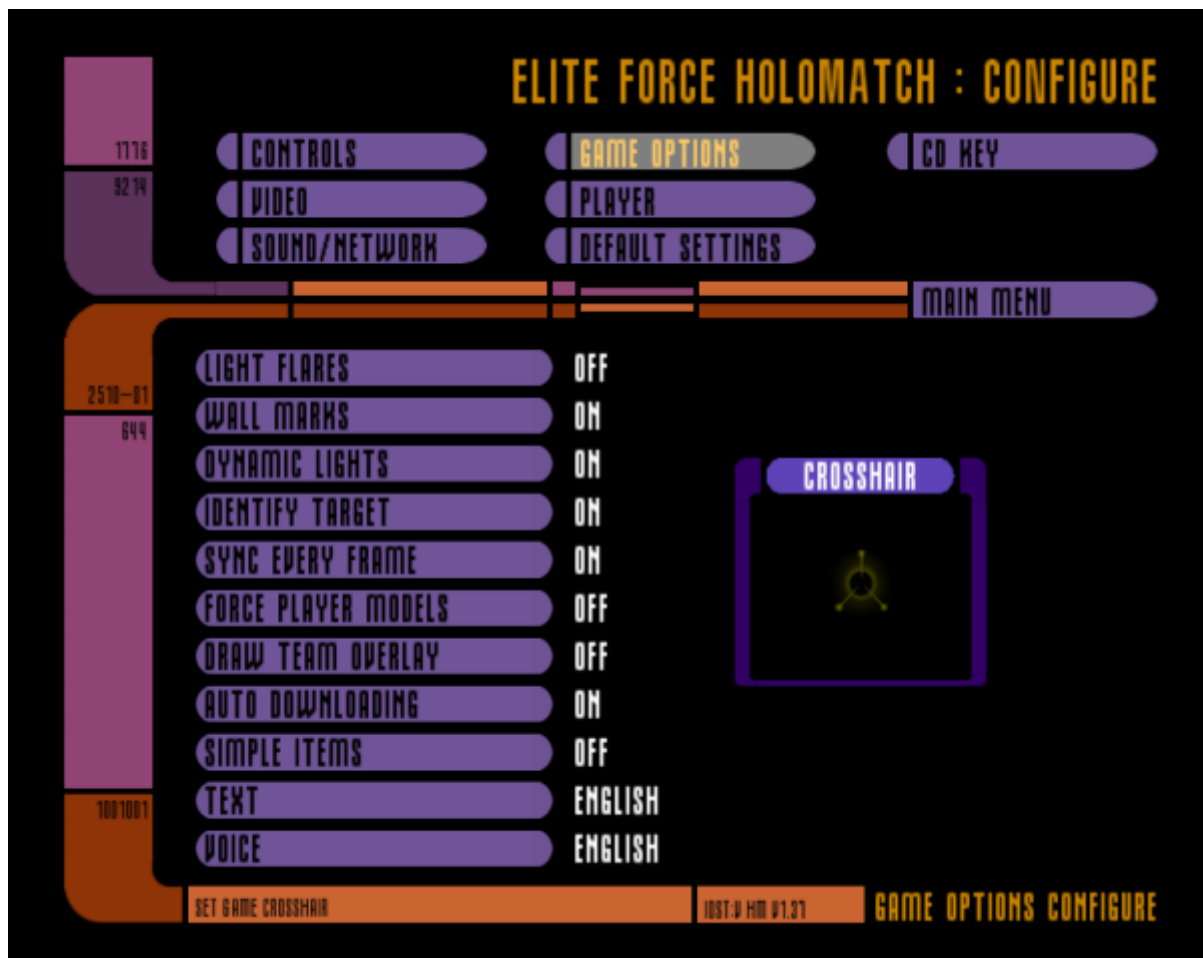 ELITE FORCE HOLOMATCH : CONFIGURE
1776
9274
CONTROLS
GAME OPTIONS
CD KEY
VIDEO
PLAYER
SOUND/NETWORK
DEFAULT SETTINGS
MAIN MENU
2510-81
644
LIGHT FLARES OFF
WALL MARKS ON
DYNAMIC LIGHTS ON
IDENTIFY TARGET ON
SYNC EVERY FRAME ON
FORCE PLAYER MODELS OFF
DRAW TEAM OVERLAY OFF
AUTO DOWNLOADING ON
SIMPLE ITEMS OFF
TEXT ENGLISH
VOICE ENGLISH
CROSSHAIR
1001001
SET GAME CROSSHAIR
IOST:V HM V1.37
GAME OPTIONS CONFIGURE